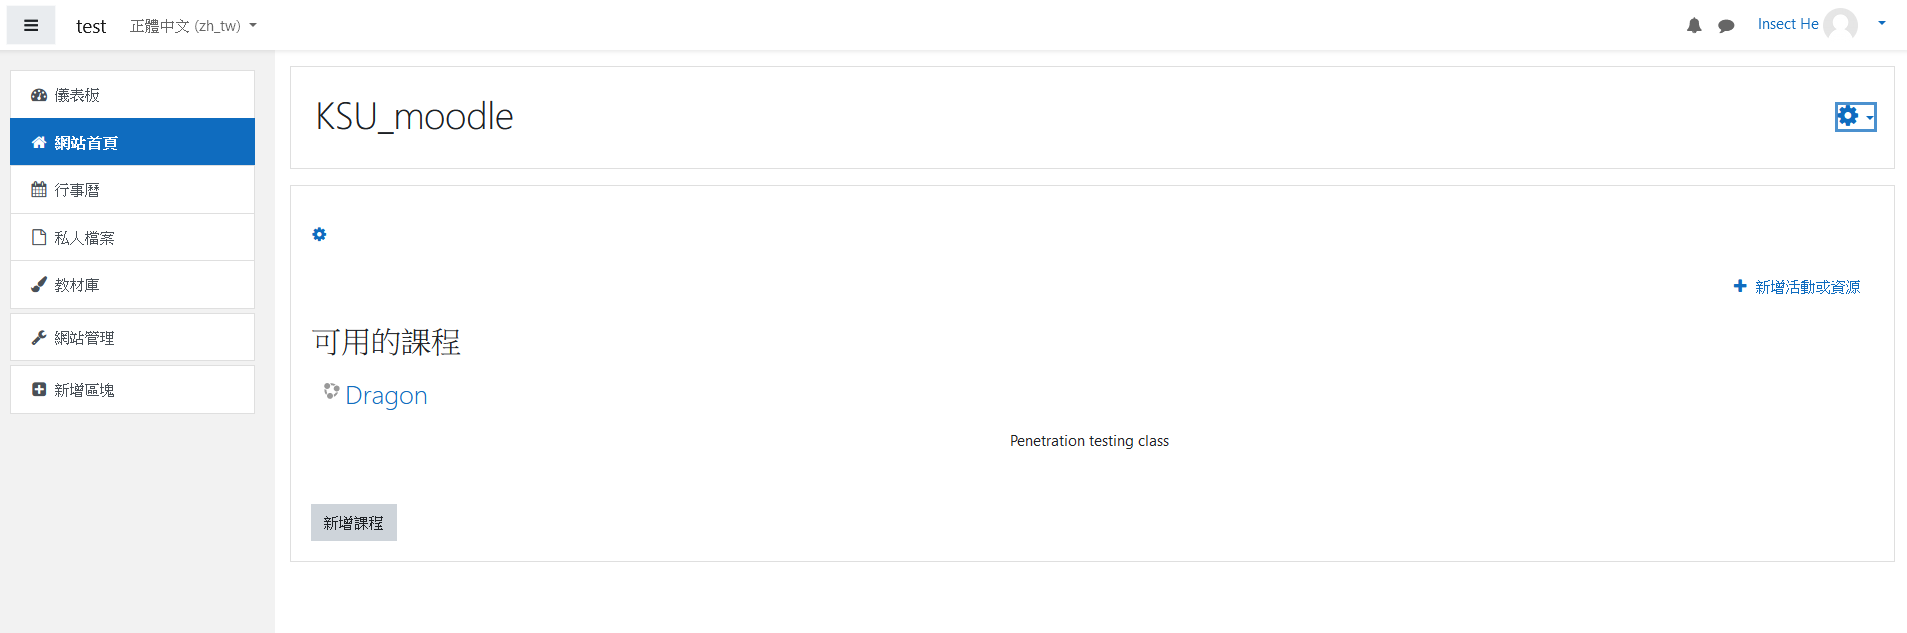 test 正體中文 (zh_tw) Insect He
儀表板
網站首頁
行事曆
私人檔案
教材庫
網站管理
新增區塊
KSU_moodle
新增活動或資源
可用的課程
Dragon
Penetration testing class
新增課程